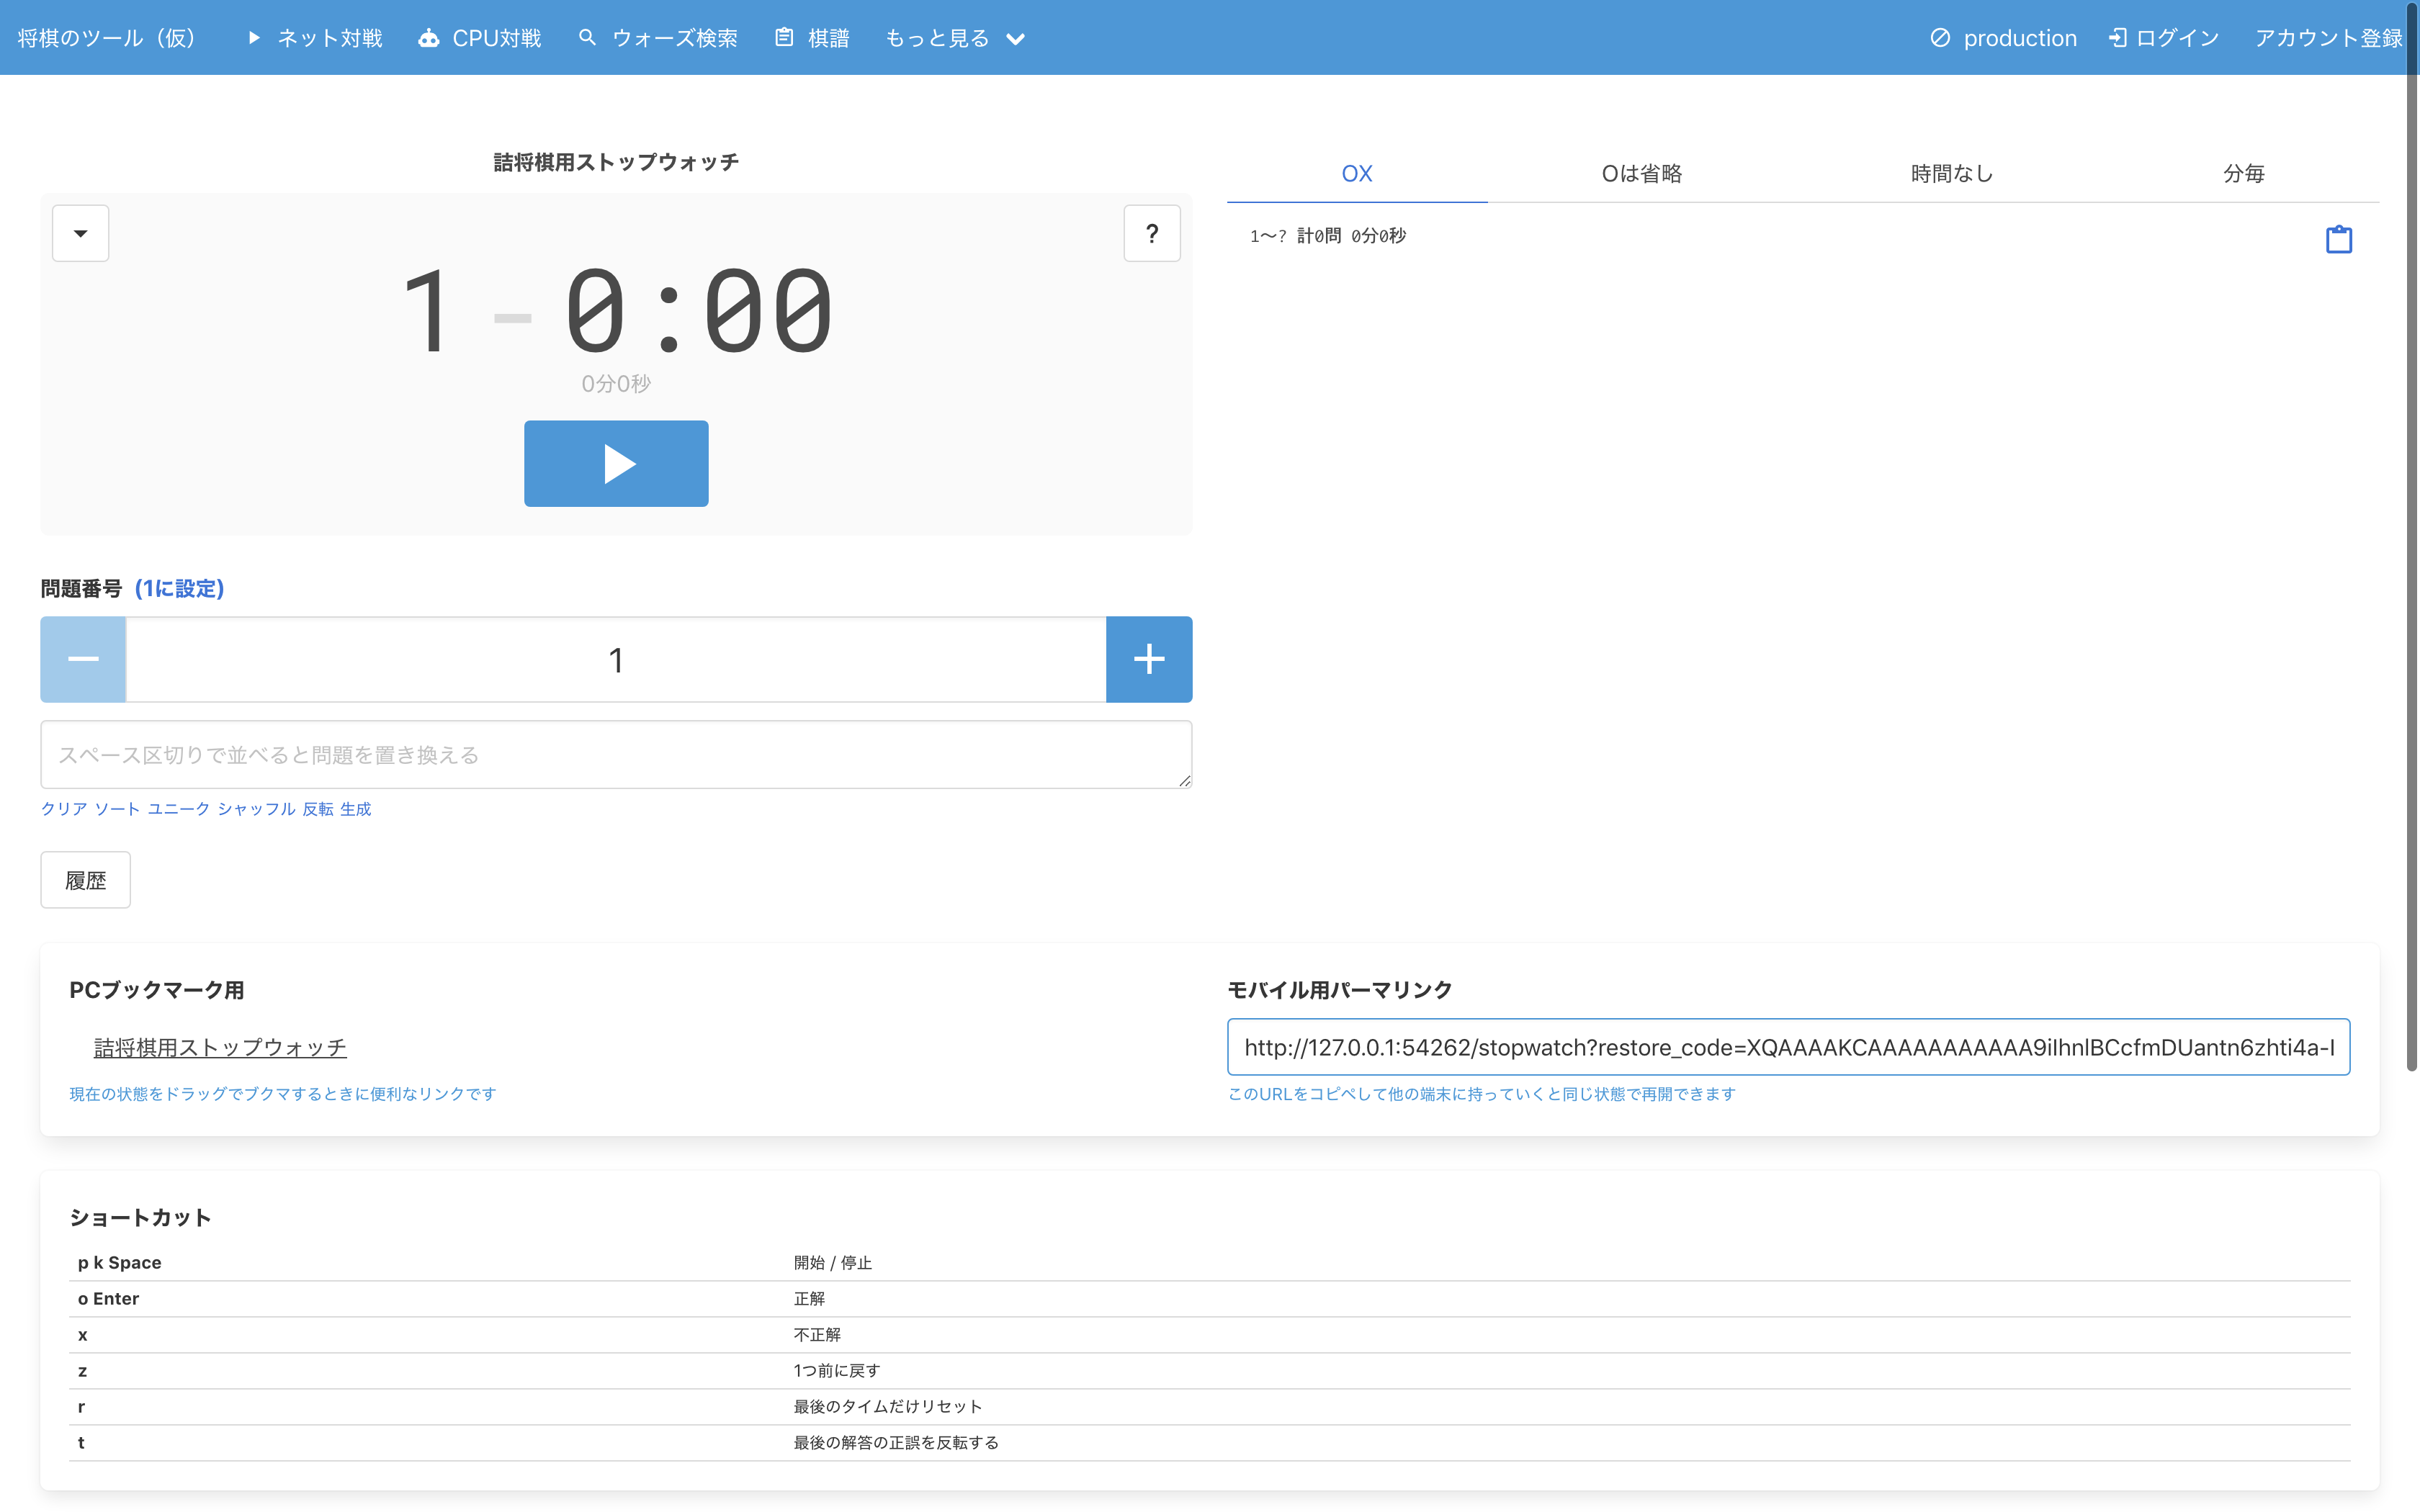 将棋のツール（仮） ネット対戦 CPU対戦 ウォーズ検索 棋譜 もっと見る production ログイン アカウント登録
詰将棋用ストップウォッチ
?
1 - 0:00
0分0秒
問題番号 (1に設定)
1
スペース区切りで並べると問題を置き換える
クリア ソート ユニーク シャッフル 反転 生成
履歴
OX Oは省略 時間なし 分毎
1〜? 計0問 0分0秒
PCブックマーク用
詰将棋用ストップウォッチ
現在の状態をドラッグでブクマするときに便利なリンクです
モバイル用パーマリンク
http://127.0.0.1:54262/stopwatch?restore_code=XQAAAAKCAAAAAAAAAAA9iIhnlBCcfmDUantn6zhti4a-I
このURLをコピペして他の端末に持っていくと同じ状態で再開できます
ショートカット
p k Space 開始 / 停止
o Enter 正解
x 不正解
z 1つ前に戻す
r 最後のタイムだけリセット
t 最後の解答の正誤を反転する